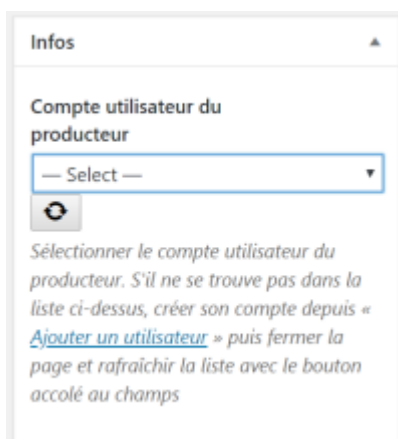 Infos
Compte utilisateur du
producteur
— Select —
Sélectionner le compte utilisateur du
producteur. S'il ne se trouve pas dans la
liste ci-dessus, créer son compte depuis «
Ajouter un utilisateur » puis fermer la
page et rafraîchir la liste avec le bouton
accolé au champs